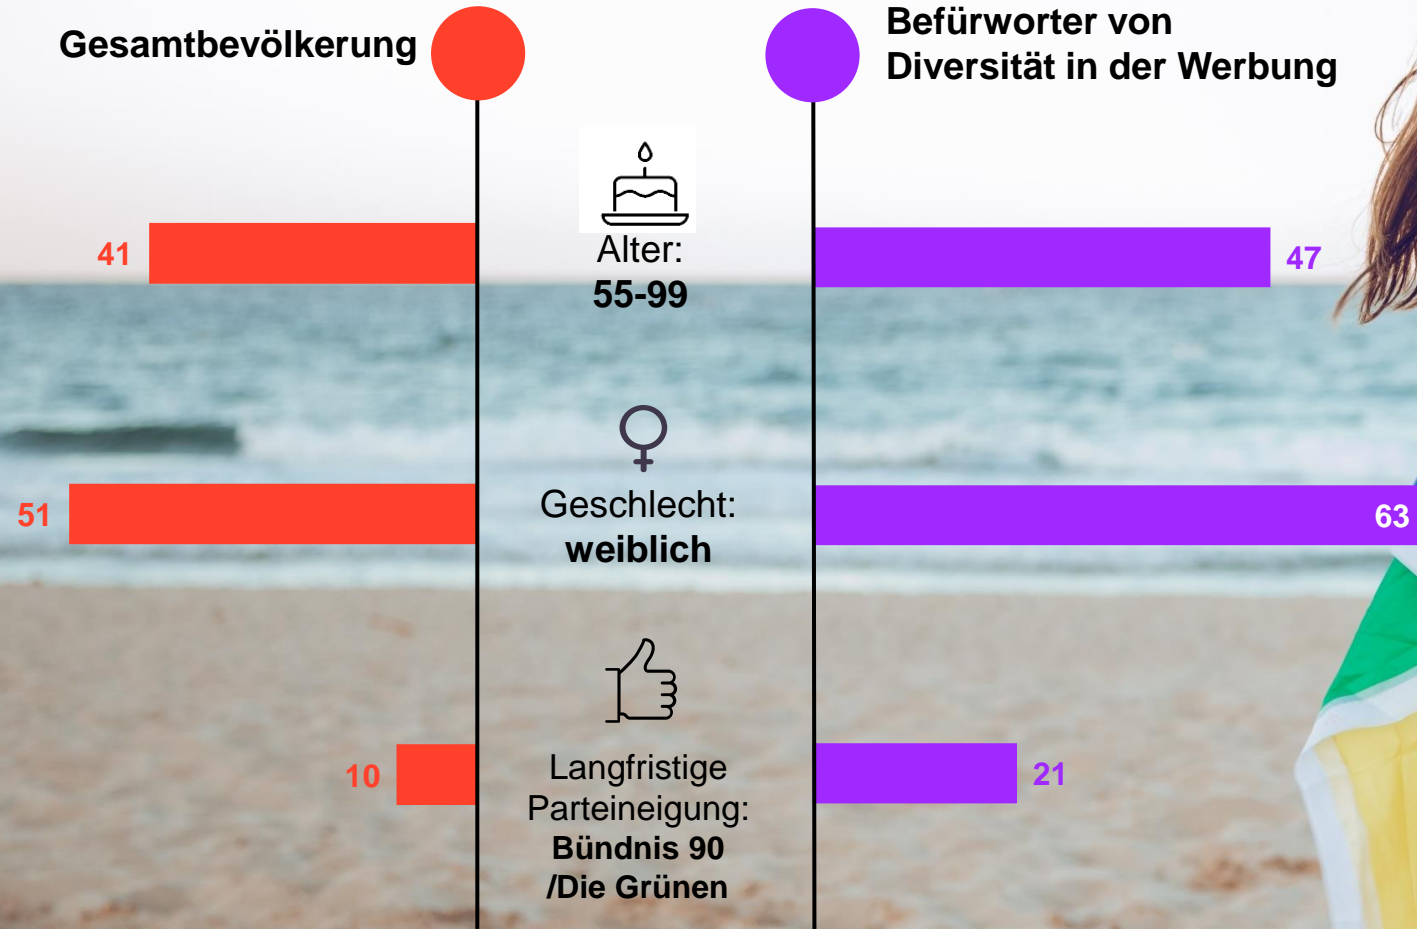 Gesamtbevölkerung
Befürworter von
Diversität in der Werbung
41
Alter:
55-99
47
51
Geschlecht:
weiblich
63
10
Langfristige
Parteineigung:
Bündnis 90
/Die Grünen
21